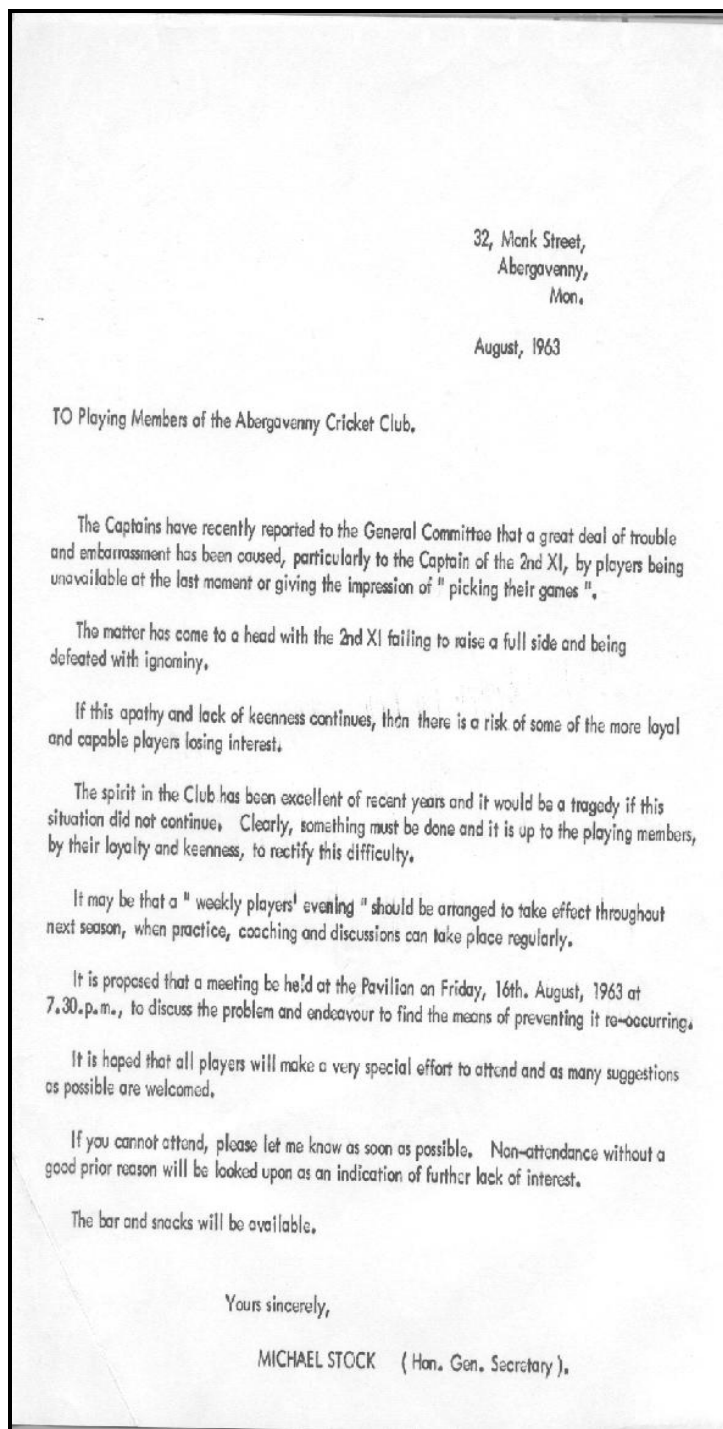 32, Monk Street,
Abergavenny,
Mon.
August, 1963
TO Playing Members of the Abergavenny Cricket Club.
The Captains have recently reported to the General Committee that a great deal of trouble
and embarrassment has been caused, particularly to the Captain of the 2nd XI, by players being
unavailable at the last moment or giving the impression of " picking their games ".
The matter has come to a head with the 2nd XI failing to raise a full side and being
defeated with ignominy.
If this apathy and lack of keenness continues, then there is a risk of some of the more loyal
and capable players losing interest.
The spirit in the Club has been excellent of recent years and it would be a tragedy if this
situation did not continue. Clearly, something must be done and it is up to the playing members,
by their loyalty and keenness, to rectify this difficulty.
It may be that a " weekly players' evening " should be arranged to take effect throughout
next season, when practice, coaching and discussions can take place regularly.
It is proposed that a meeting be held at the Pavilion on Friday, 16th. August, 1963 at
7.30.p.m., to discuss the problem and endeavour to find the means of preventing it re-occurring.
It is hoped that all players will make a very special effort to attend and as many suggestions
as possible are welcomed.
If you cannot attend, please let me know as soon as possible. Non-attendance without a
good prior reason will be looked upon as an indication of further lack of interest.
The bar and snacks will be available.
Yours sincerely,
MICHAEL STOCK ( Hon. Gen. Secretary ).